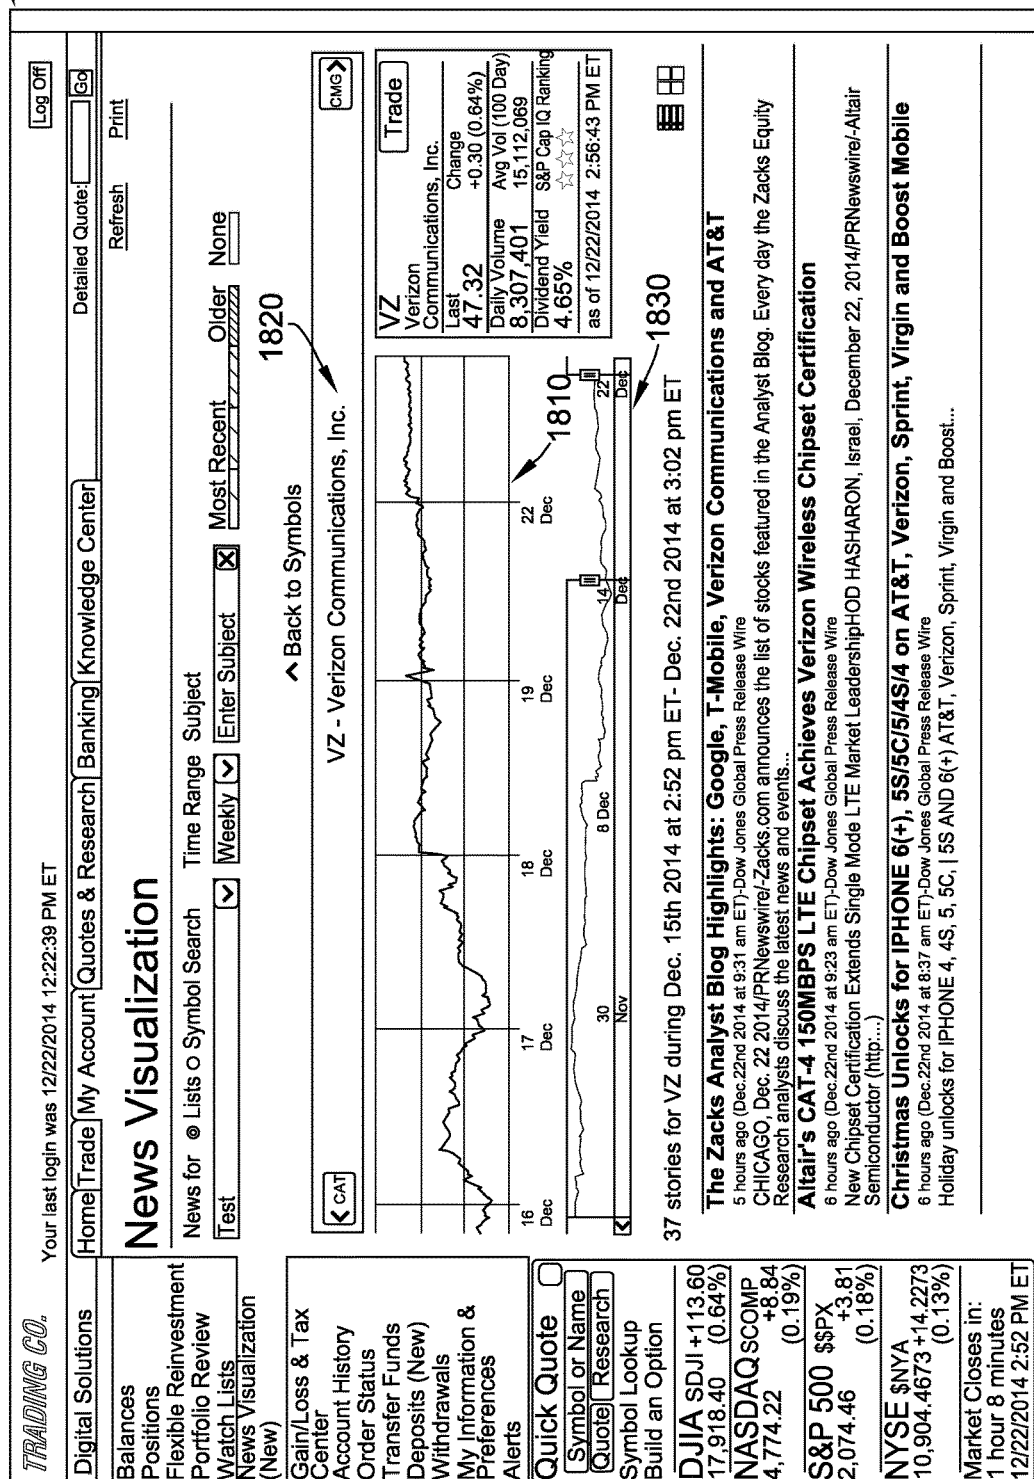 TRADING CO.
Your last login was 12/22/2014 12:22:39 PM ET
Log Off
Digital Solutions
Home Trade My Account Quotes & Research Banking Knowledge Center
Detailed Quote: Go
Balances
Positions
Flexible Reinvestment
Portfolio Review
Watch Lists
News Visualization
(New)
Gain/Loss & Tax
Center
Account History
Order Status
Transfer Funds
Deposits (New)
Withdrawals
My Information &
Preferences
Alerts
Quick Quote
Symbol or Name
Quote Research
Symbol Lookup
Build an Option
DJIA SDJI +113.60
17,918.40 (0.64%)
NASDAQ SCOMP
4,774.22 +8.84
(0.19%)
S&P 500 $$PX
2,074.46 +3.81
(0.18%)
NYSE $NYA
10,904.4673 +14.2273
(0.13%)
Market Closes in:
1 hour 8 minutes
12/22/2014 2:52 PM ET
News Visualization
Refresh Print
News for Lists Symbol Search Time Range Subject
Most Recent Older None
Test Weekly Enter Subject X
1820
Back to Symbols
< CAT
VZ - Verizon Communications, Inc.
CMG >
16 Dec
17 Dec
18 Dec
19 Dec
22 Dec
1810
30 Nov
8 Dec
14 Dec
22 Dec
1830
VZ
Trade
Verizon
Communications, Inc.
Last Change
47.32 +0.30 (0.64%)
Daily Volume Avg Vol (100 Day)
8,307,401 15,112,069
Dividend Yield S&P Cap IQ Ranking
4.65% ☆☆☆
as of 12/22/2014 2:56:43 PM ET
37 stories for VZ during Dec. 15th 2014 at 2:52 pm ET- Dec. 22nd 2014 at 3:02 pm ET
The Zacks Analyst Blog Highlights: Google, T-Mobile, Verizon Communications and AT&T
5 hours ago (Dec.22nd 2014 at 9:31 am ET)-Dow Jones Global Press Release Wire
CHICAGO, Dec. 22 2014/PRNewswire/-Zacks.com announces the list of stocks featured in the Analyst Blog. Every day the Zacks Equity
Research analysts discuss the latest news and events...
Altair's CAT-4 150MBPS LTE Chipset Achieves Verizon Wireless Chipset Certification
6 hours ago (Dec.22nd 2014 at 9:23 am ET)-Dow Jones Global Press Release Wire
New Chipset Certification Extends Single Mode LTE Market LeadershipHOD HASHARON, Israel, December 22, 2014/PRNewswire/-Altair
Semiconductor (http:...)
Christmas Unlocks for IPHONE 6(+), 5S/5C/5/4S/4 on AT&T, Verizon, Sprint, Virgin and Boost Mobile
6 hours ago (Dec.22nd 2014 at 8:37 am ET)-Dow Jones Global Press Release Wire
Holiday unlocks for IPHONE 4, 4S, 5, 5C, | 5S AND 6(+) AT&T, Verizon, Sprint, Virgin and Boost...